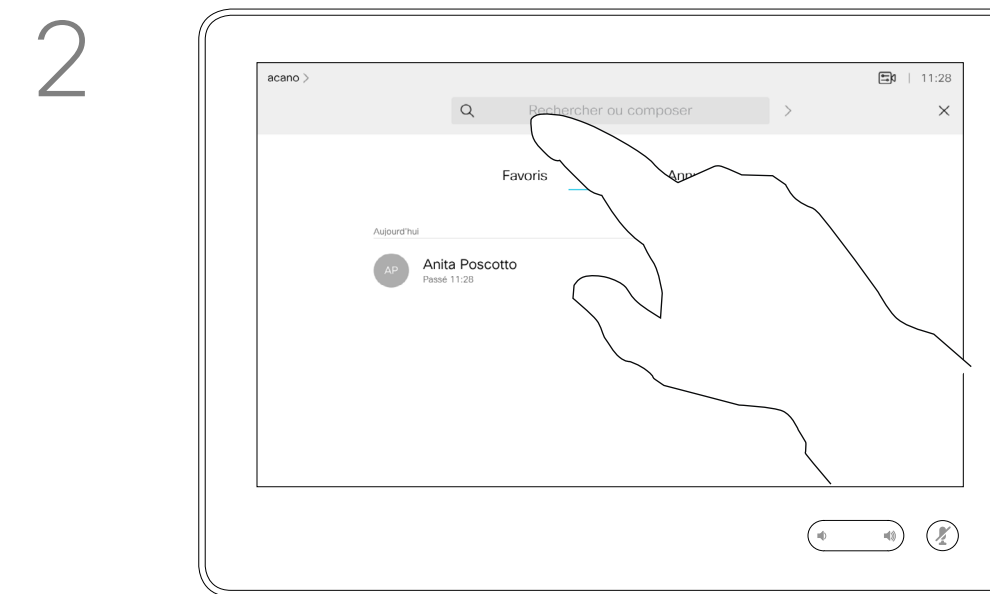 2
acano >
11:28
Rechercher ou composer
Favoris
Aujourd'hui
AP
Anita Poscotto
Passé 11:28